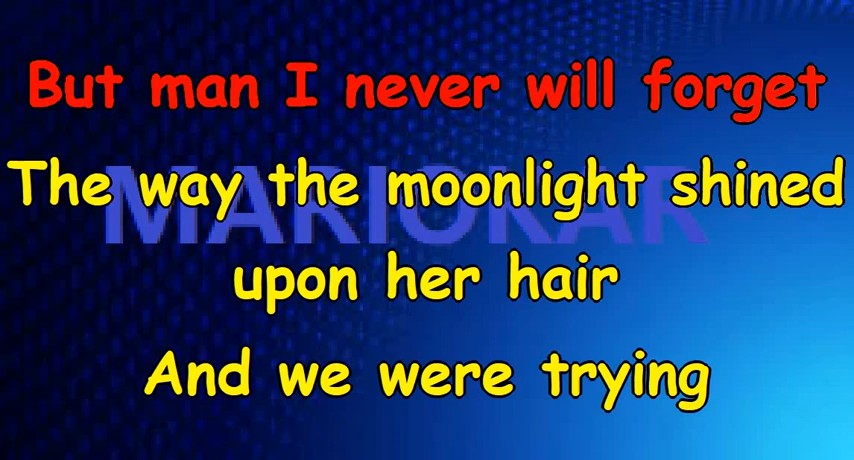 But man I never will forget
The way the moonlight shined
MARIOKAR
upon her hair
And we were trying